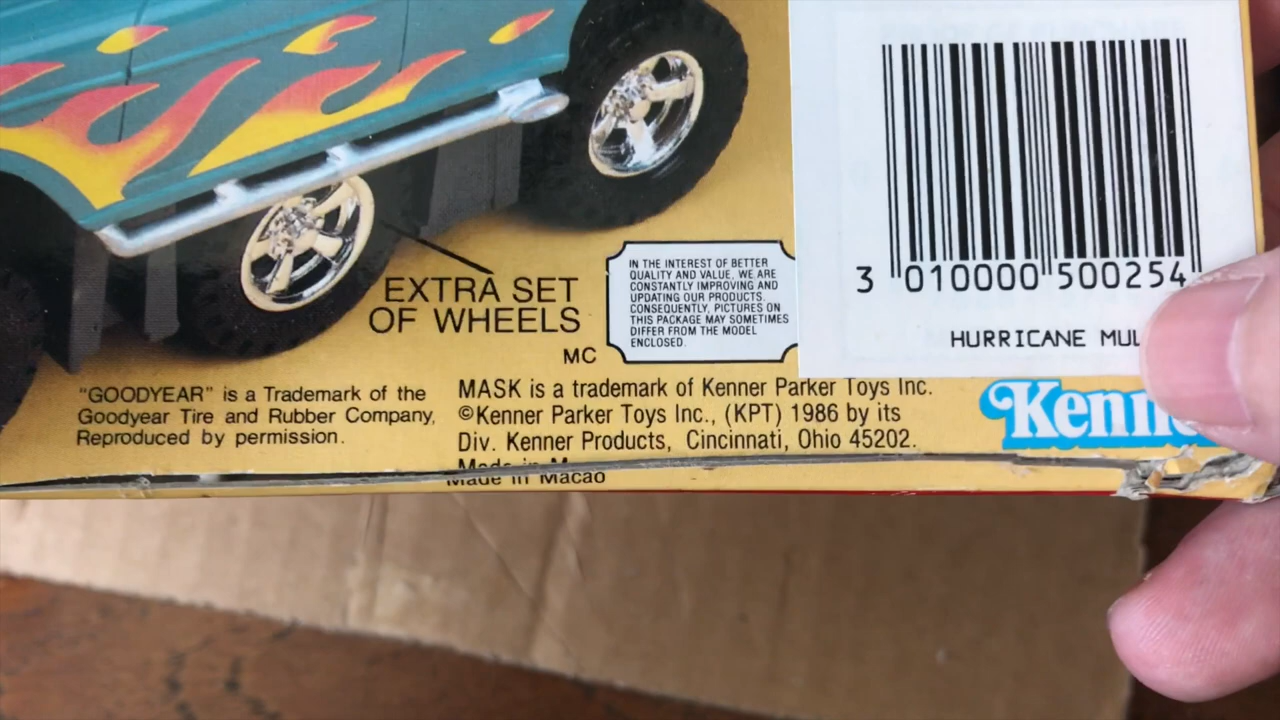 EXTRA SET
OF WHEELS
MC
IN THE INTEREST OF BETTER
QUALITY AND VALUE, WE ARE
CONSTANTLY IMPROVING AND
UPDATING OUR PRODUCTS.
CONSEQUENTLY, PICTURES ON
THIS PACKAGE MAY SOMETIMES
DIFFER FROM THE MODEL
ENCLOSED.
3 010000 500254
HURRICANE MUL
"GOODYEAR" is a Trademark of the
Goodyear Tire and Rubber Company,
Reproduced by permission.
MASK is a trademark of Kenner Parker Toys Inc.
©Kenner Parker Toys Inc., (KPT) 1986 by its
Div. Kenner Products, Cincinnati, Ohio 45202.
Made in M
Made in Macao
Kenn